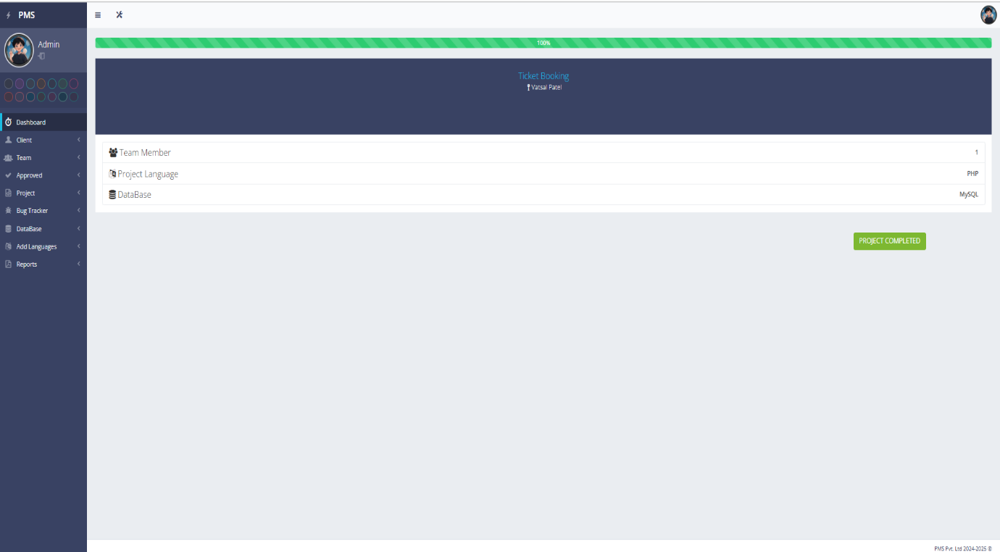 PMS
Admin
Dashboard
Client
Team
Approved
Project
Bug Tracker
DataBase
Add Languages
Reports
100%
Ticket Booking
Vatsal Patel
Team Member 1
Project Language PHP
DataBase MySQL
PROJECT COMPLETED
PMS Pvt. Ltd 2024-2025 ©